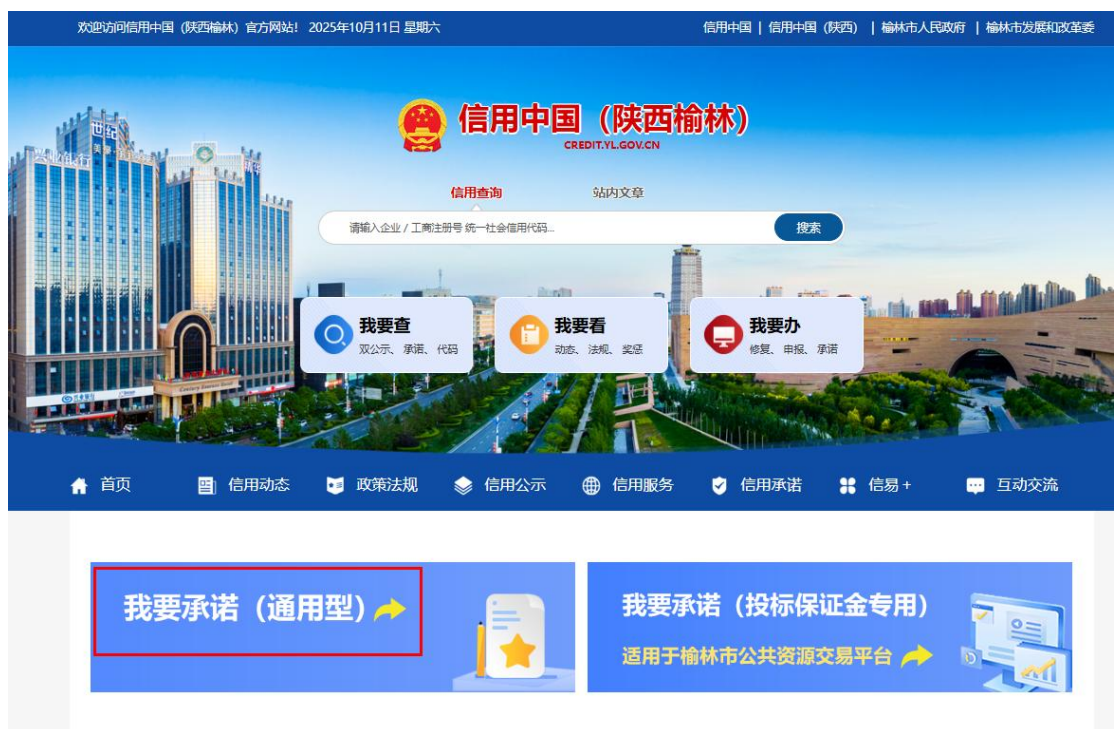 欢迎访问信用中国（陕西榆林）官方网站！ 2025年10月11日 星期六
信用中国 | 信用中国（陕西） | 榆林市人民政府 | 榆林市发展和改革委
信用中国（陕西榆林）
CREDIT.YL.GOV.CN
信用查询 站内文章
请输入企业 / 工商注册号 统一社会信用代码...
搜索
我要查
双公示、承诺、代码
我要看
动态、法规、奖惩
我要办
修复、申报、承诺
世纪
首页 信用动态 政策法规 信用公示 信用服务 信用承诺 信易 + 互动交流
我要承诺（通用型）
我要承诺（投标保证金专用）
适用于榆林市公共资源交易平台